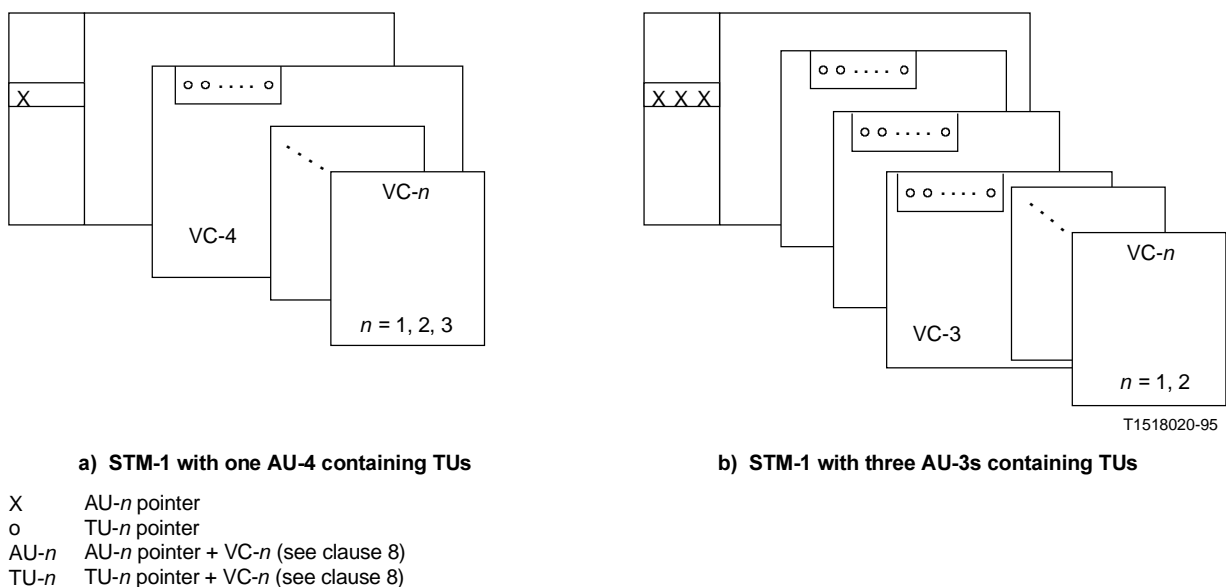 X
o o . . . . o
VC-4
VC-n
n = 1, 2, 3
X X X
o o . . . . o
o o . . . . o
o o . . . . o
VC-3
VC-n
n = 1, 2
T1518020-95
a) STM-1 with one AU-4 containing TUs
b) STM-1 with three AU-3s containing TUs
X AU-n pointer
o TU-n pointer
AU-n AU-n pointer + VC-n (see clause 8)
TU-n TU-n pointer + VC-n (see clause 8)